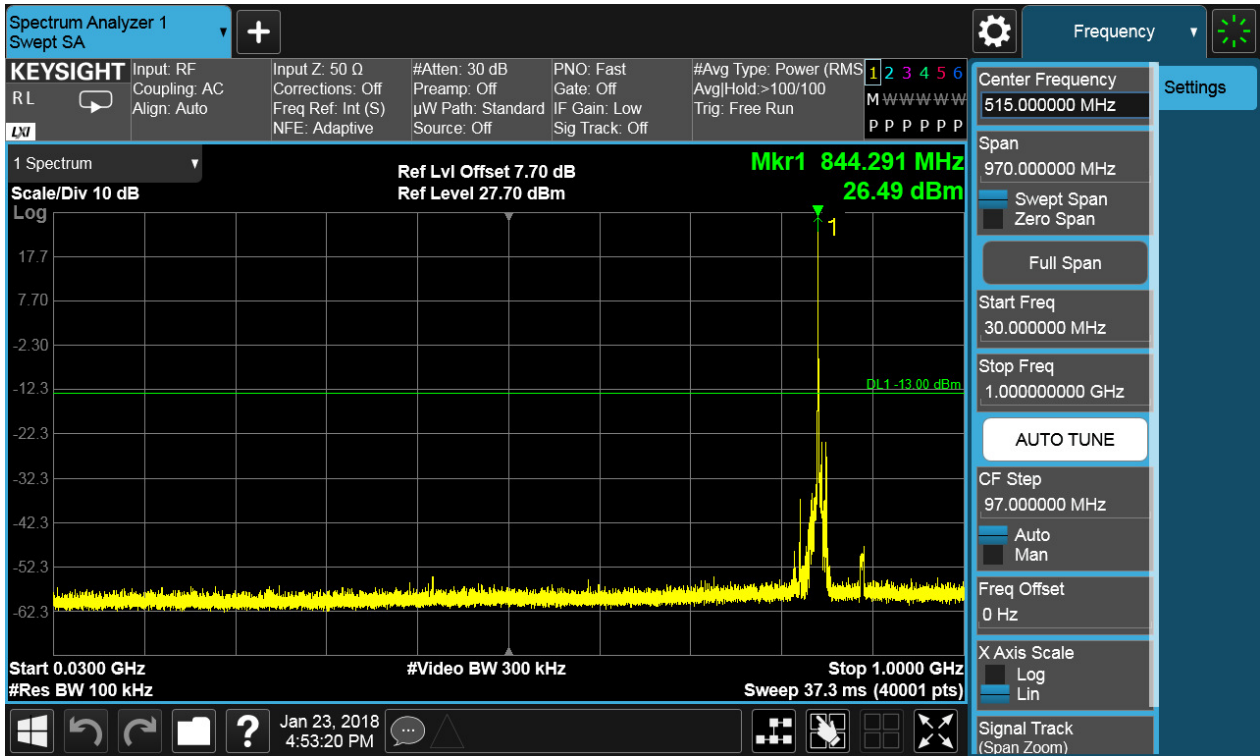 Spectrum Analyzer 1
Swept SA
Frequency
KEYSIGHT
RL
LXI
Input: RF
Coupling: AC
Align: Auto
Input Z: 50 Ω
Corrections: Off
Freq Ref: Int (S)
NFE: Adaptive
#Atten: 30 dB
Preamp: Off
µW Path: Standard
Source: Off
PNO: Fast
Gate: Off
IF Gain: Low
Sig Track: Off
#Avg Type: Power (RMS
Avg|Hold:>100/100
Trig: Free Run
1 2 3 4 5 6
M W W W W W
P P P P P P
1 Spectrum
Scale/Div 10 dB
Log
Ref Lvl Offset 7.70 dB
Ref Level 27.70 dBm
Mkr1 844.291 MHz
26.49 dBm
1
17.7
7.70
-2.30
-12.3
DL1 -13.00 dBm
-22.3
-32.3
-42.3
-52.3
-62.3
Start 0.0300 GHz
#Video BW 300 kHz
Stop 1.0000 GHz
#Res BW 100 kHz
Sweep 37.3 ms (40001 pts)
Center Frequency
515.000000 MHz
Settings
Span
970.000000 MHz
Swept Span
Zero Span
Full Span
Start Freq
30.000000 MHz
Stop Freq
1.000000000 GHz
AUTO TUNE
CF Step
97.000000 MHz
Auto
Man
Freq Offset
0 Hz
X Axis Scale
Log
Lin
Signal Track
(Span Zoom)
?
Jan 23, 2018
4:53:20 PM